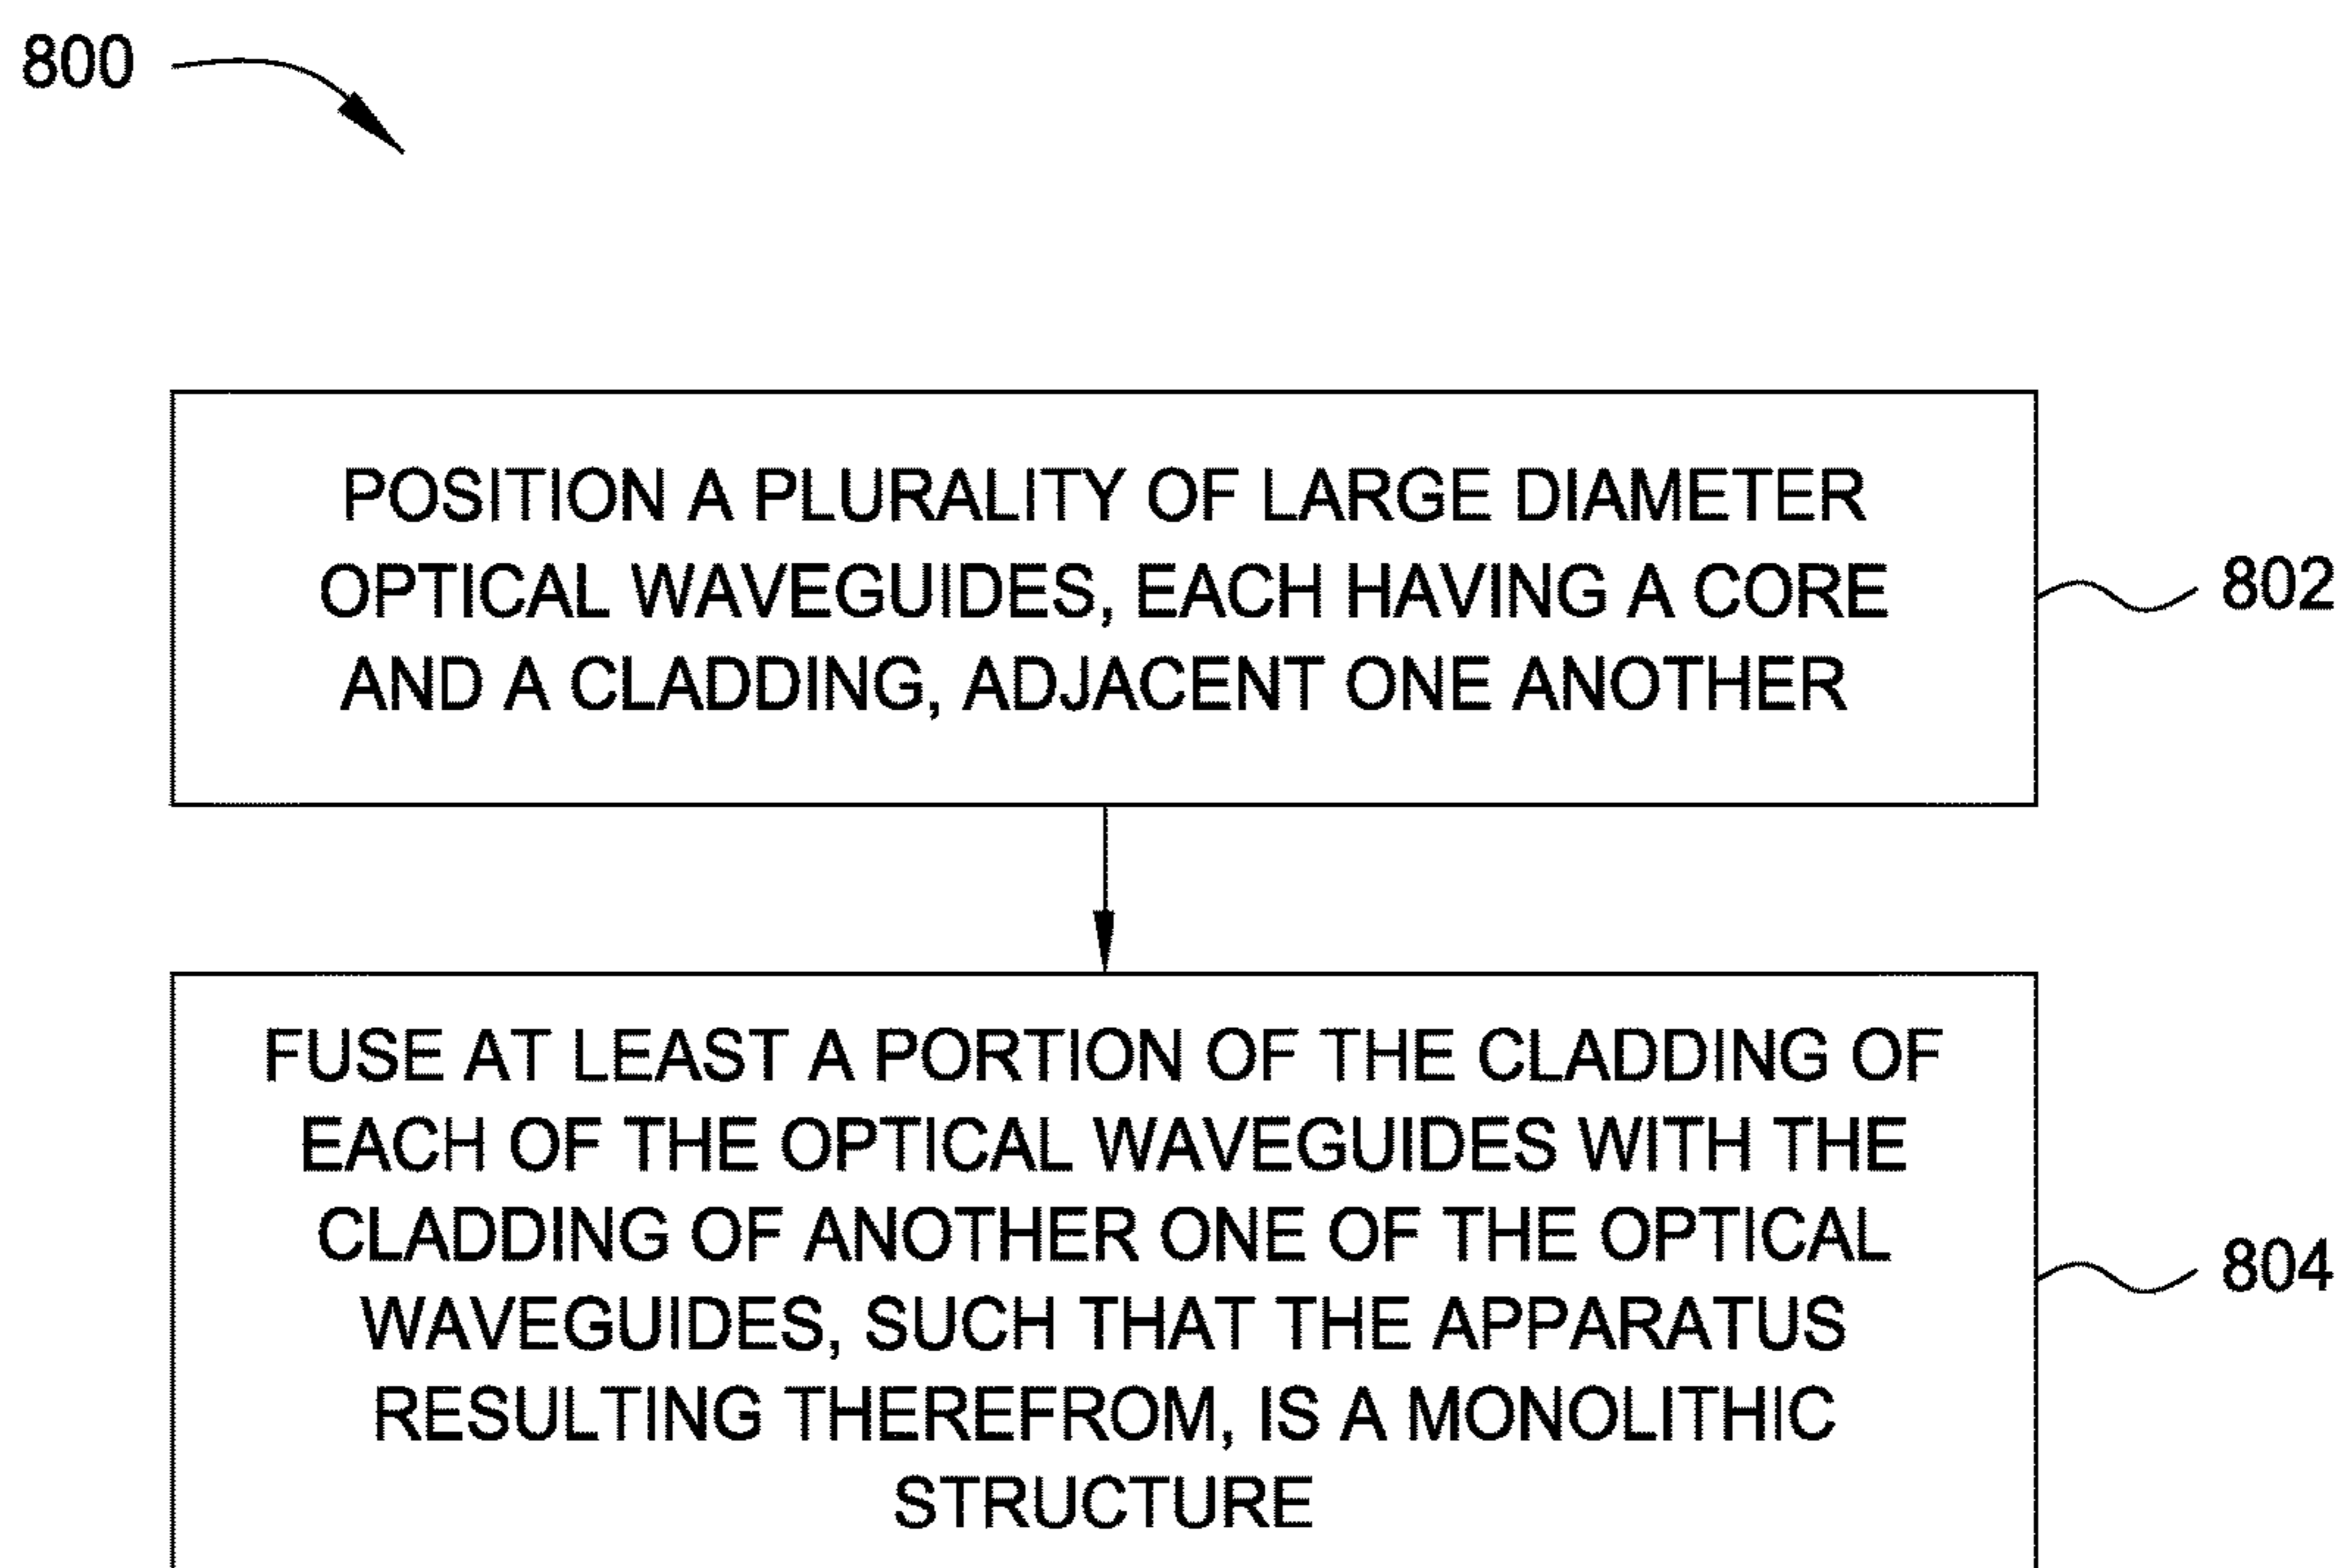 800
POSITION A PLURALITY OF LARGE DIAMETER
OPTICAL WAVEGUIDES, EACH HAVING A CORE
AND A CLADDING, ADJACENT ONE ANOTHER
802
FUSE AT LEAST A PORTION OF THE CLADDING OF
EACH OF THE OPTICAL WAVEGUIDES WITH THE
CLADDING OF ANOTHER ONE OF THE OPTICAL
WAVEGUIDES, SUCH THAT THE APPARATUS
RESULTING THEREFROM, IS A MONOLITHIC
STRUCTURE
804